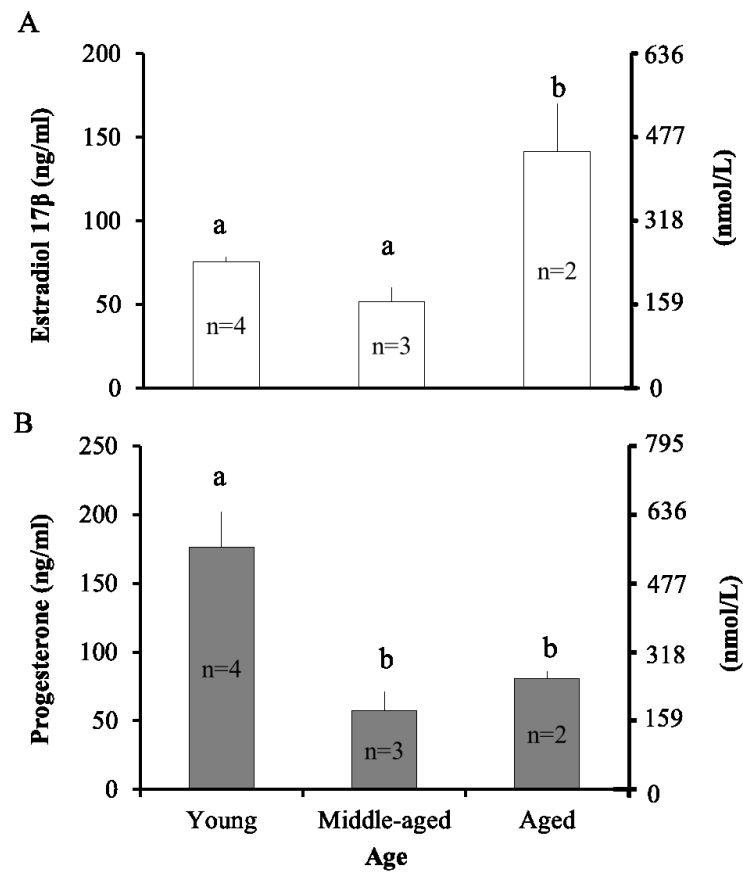 A
Estradiol 17β (ng/ml)
200
150
100
50
0
a
a
b
n=4
n=3
n=2
636
477
318
159
0
(nmol/L)
B
Progesterone (ng/ml)
250
200
150
100
50
0
a
b
b
n=4
n=3
n=2
795
636
477
318
159
0
(nmol/L)
Young Middle-aged Aged
Age